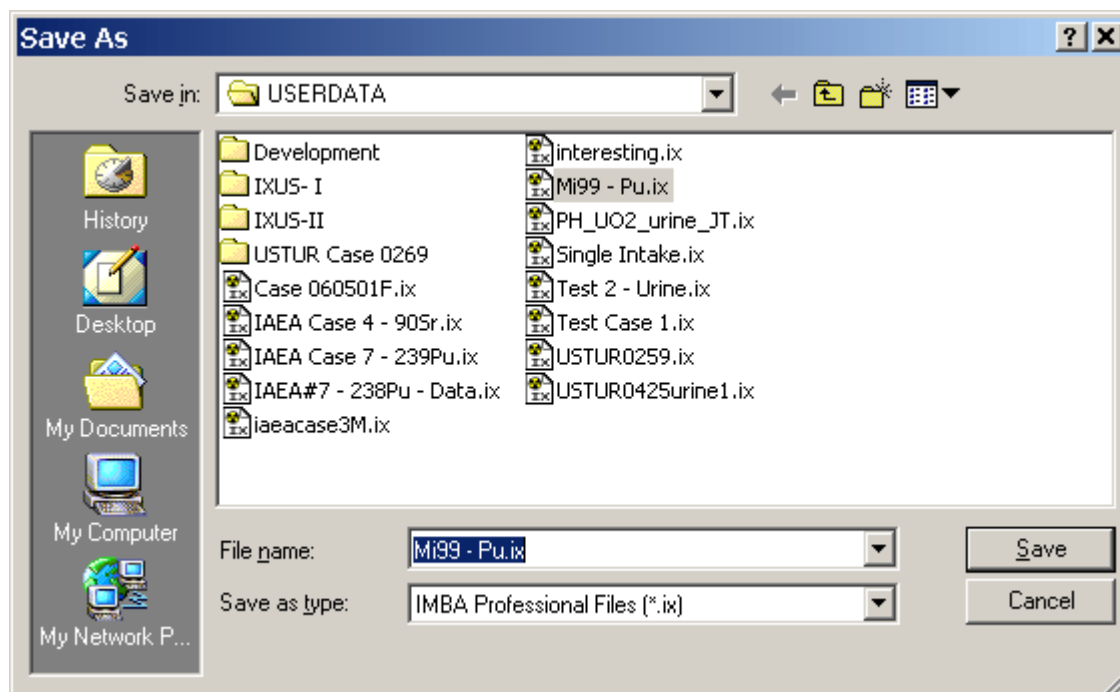 Save As
Save in:
USERDATA
History
Desktop
My Documents
My Computer
My Network P...
Development
IXUS- I
IXUS-II
USTUR Case 0269
Case 060501F.ix
IAEA Case 4 - 90Sr.ix
IAEA Case 7 - 239Pu.ix
IAEA#7 - 238Pu - Data.ix
iaeacase3M.ix
interesting.ix
Mi99 - Pu.ix
PH_UO2_urine_JT.ix
Single Intake.ix
Test 2 - Urine.ix
Test Case 1.ix
USTUR0259.ix
USTUR0425urine1.ix
File name:
Mi99 - Pu.ix
Save
Save as type:
IMBA Professional Files (*.ix)
Cancel